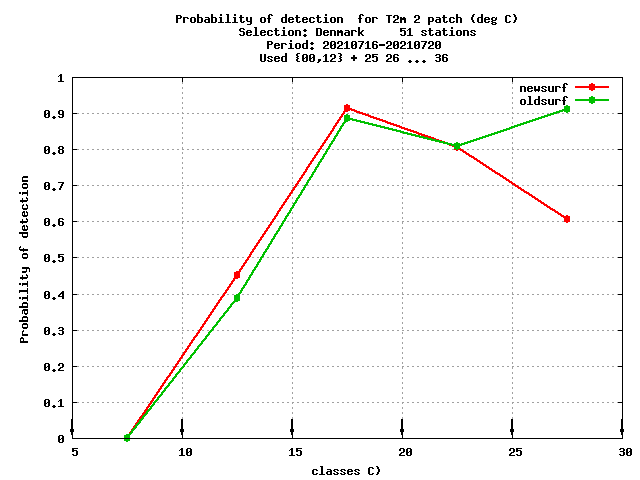 Probability of detection  for T2m 2 patch (deg C)
Selection: Denmark     51 stations
Period: 20210716-20210720
Used {00,12} + 25 26 ... 36
newsurf
oldsurf
Probability of detection
1
0.9
0.8
0.7
0.6
0.5
0.4
0.3
0.2
0.1
0
5 10 15 20 25 30
classes C)